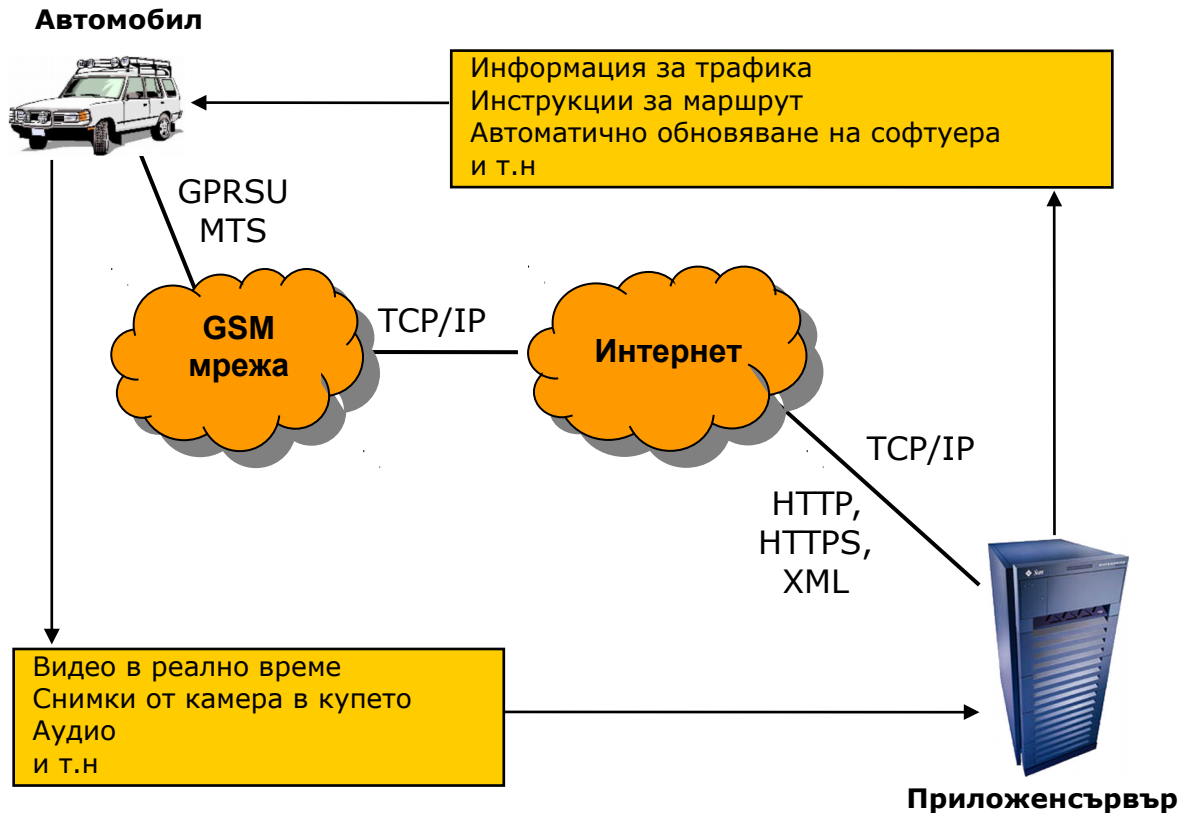 Автомобил
Информация за трафика
Инструкции за маршрут
Автоматично обновяване на софтуера
и т.н
GPRSU
MTS
GSM
мрежа
TCP/IP
Интернет
TCP/IP
HTTP,
HTTPS,
XML
Sun
Видео в реално време
Снимки от камера в купето
Аудио
и т.н
Приложенсървър